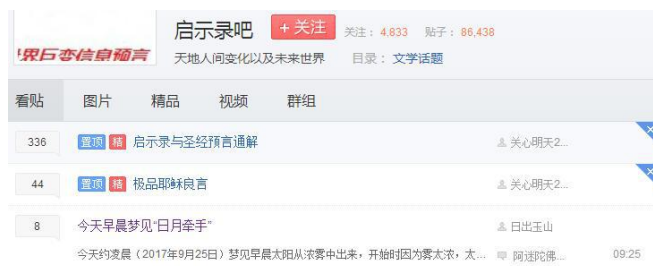 启示录吧 +关注 关注：4,833 贴子：86,438
界巨变信息预言
天地人间变化以及未来世界 目录：文学话题
看贴 图片 精品 视频 群组
336 置顶 精 启示录与圣经预言通解 关心明天2...
44 置顶 精 极品耶稣良言 关心明天2...
8 今天早晨梦见“日月牵手” 日出玉山
今天约凌晨（2017年9月25日）梦见早晨太阳从浓雾中出来，开始时因为雾太浓，太... 阿迷陀佛... 09:25